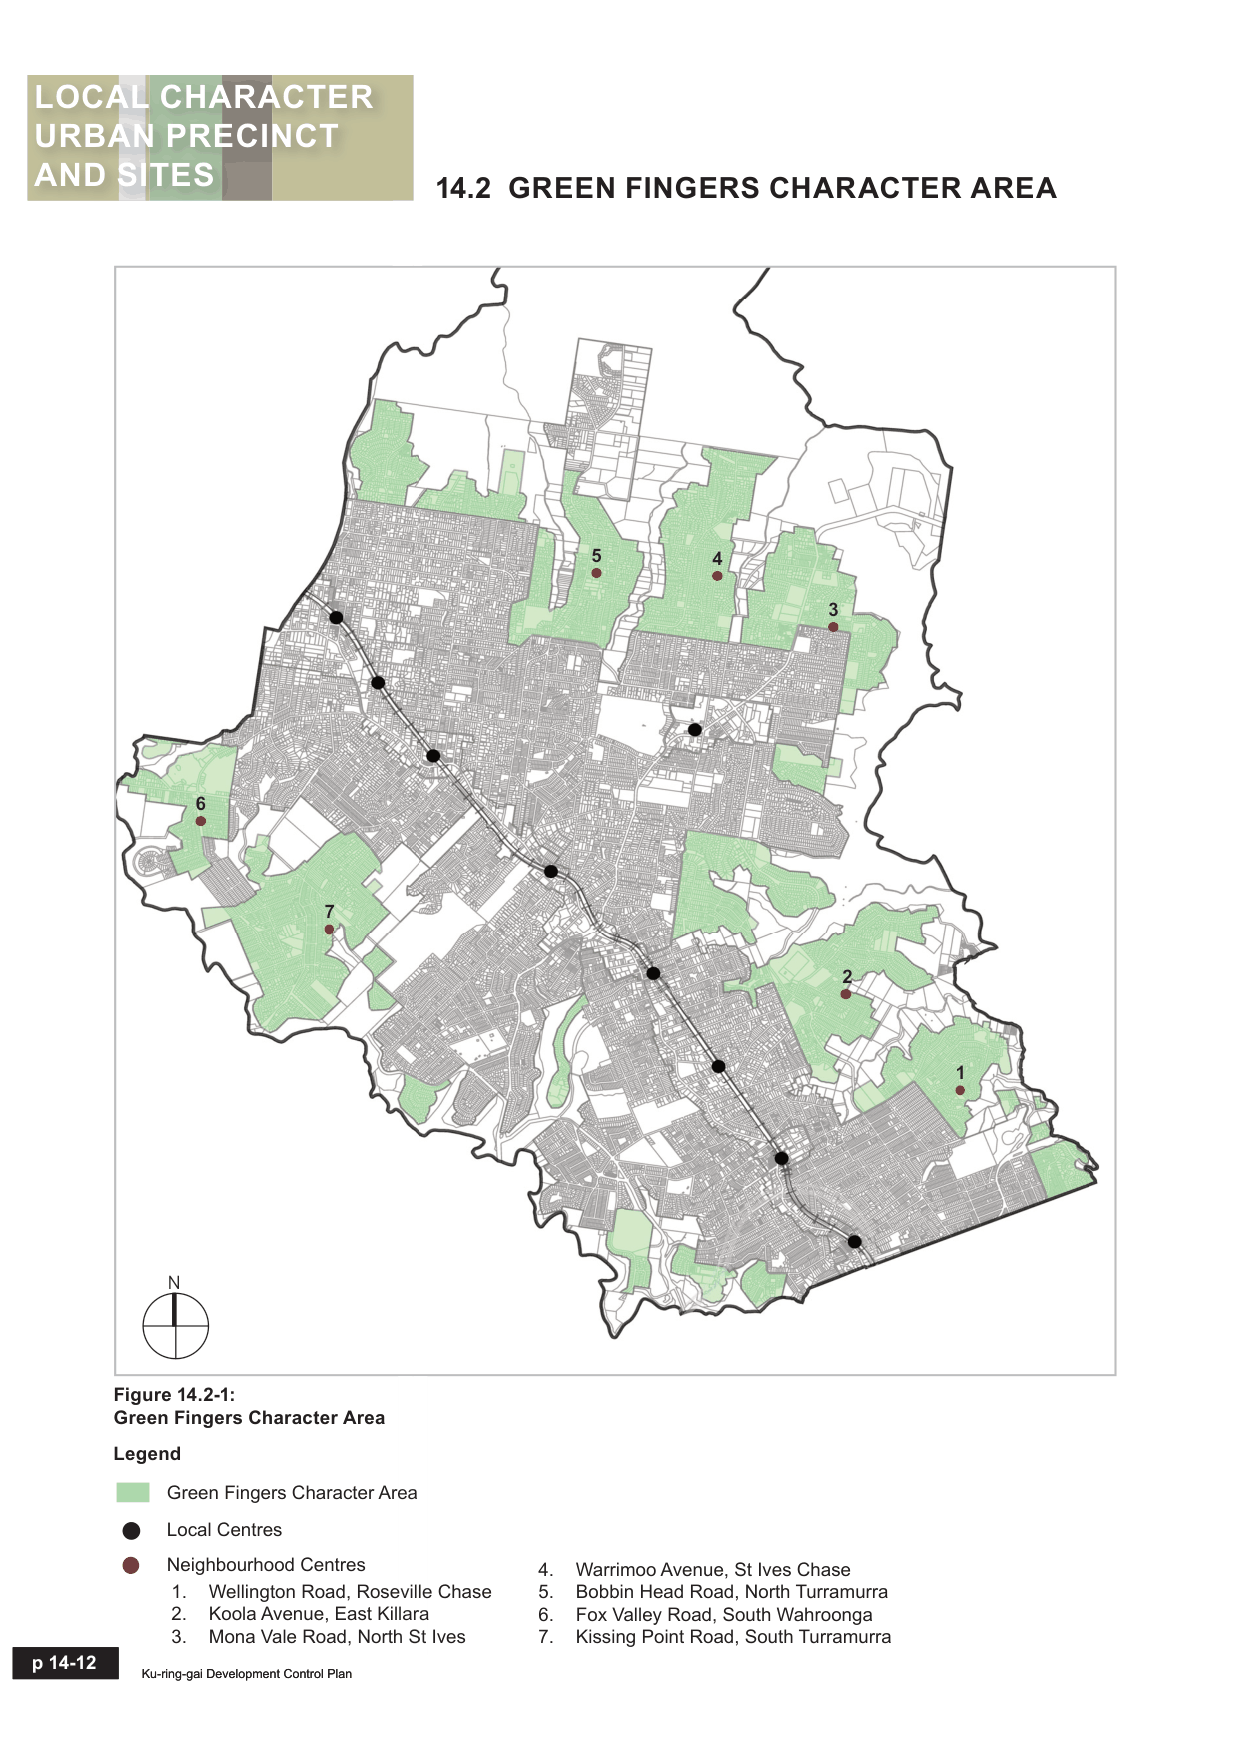 LOCAL CHARACTER
URBAN PRECINCT
AND SITES
14.2 GREEN FINGERS CHARACTER AREA
5
4
3
6
7
2
1
N
Figure 14.2-1:
Green Fingers Character Area
Legend
Green Fingers Character Area
Local Centres
Neighbourhood Centres
1. Wellington Road, Roseville Chase
2. Koola Avenue, East Killara
3. Mona Vale Road, North St Ives
4. Warrimoo Avenue, St Ives Chase
5. Bobbin Head Road, North Turramurra
6. Fox Valley Road, South Wahroonga
7. Kissing Point Road, South Turramurra
p 14-12
Ku-ring-gai Development Control Plan